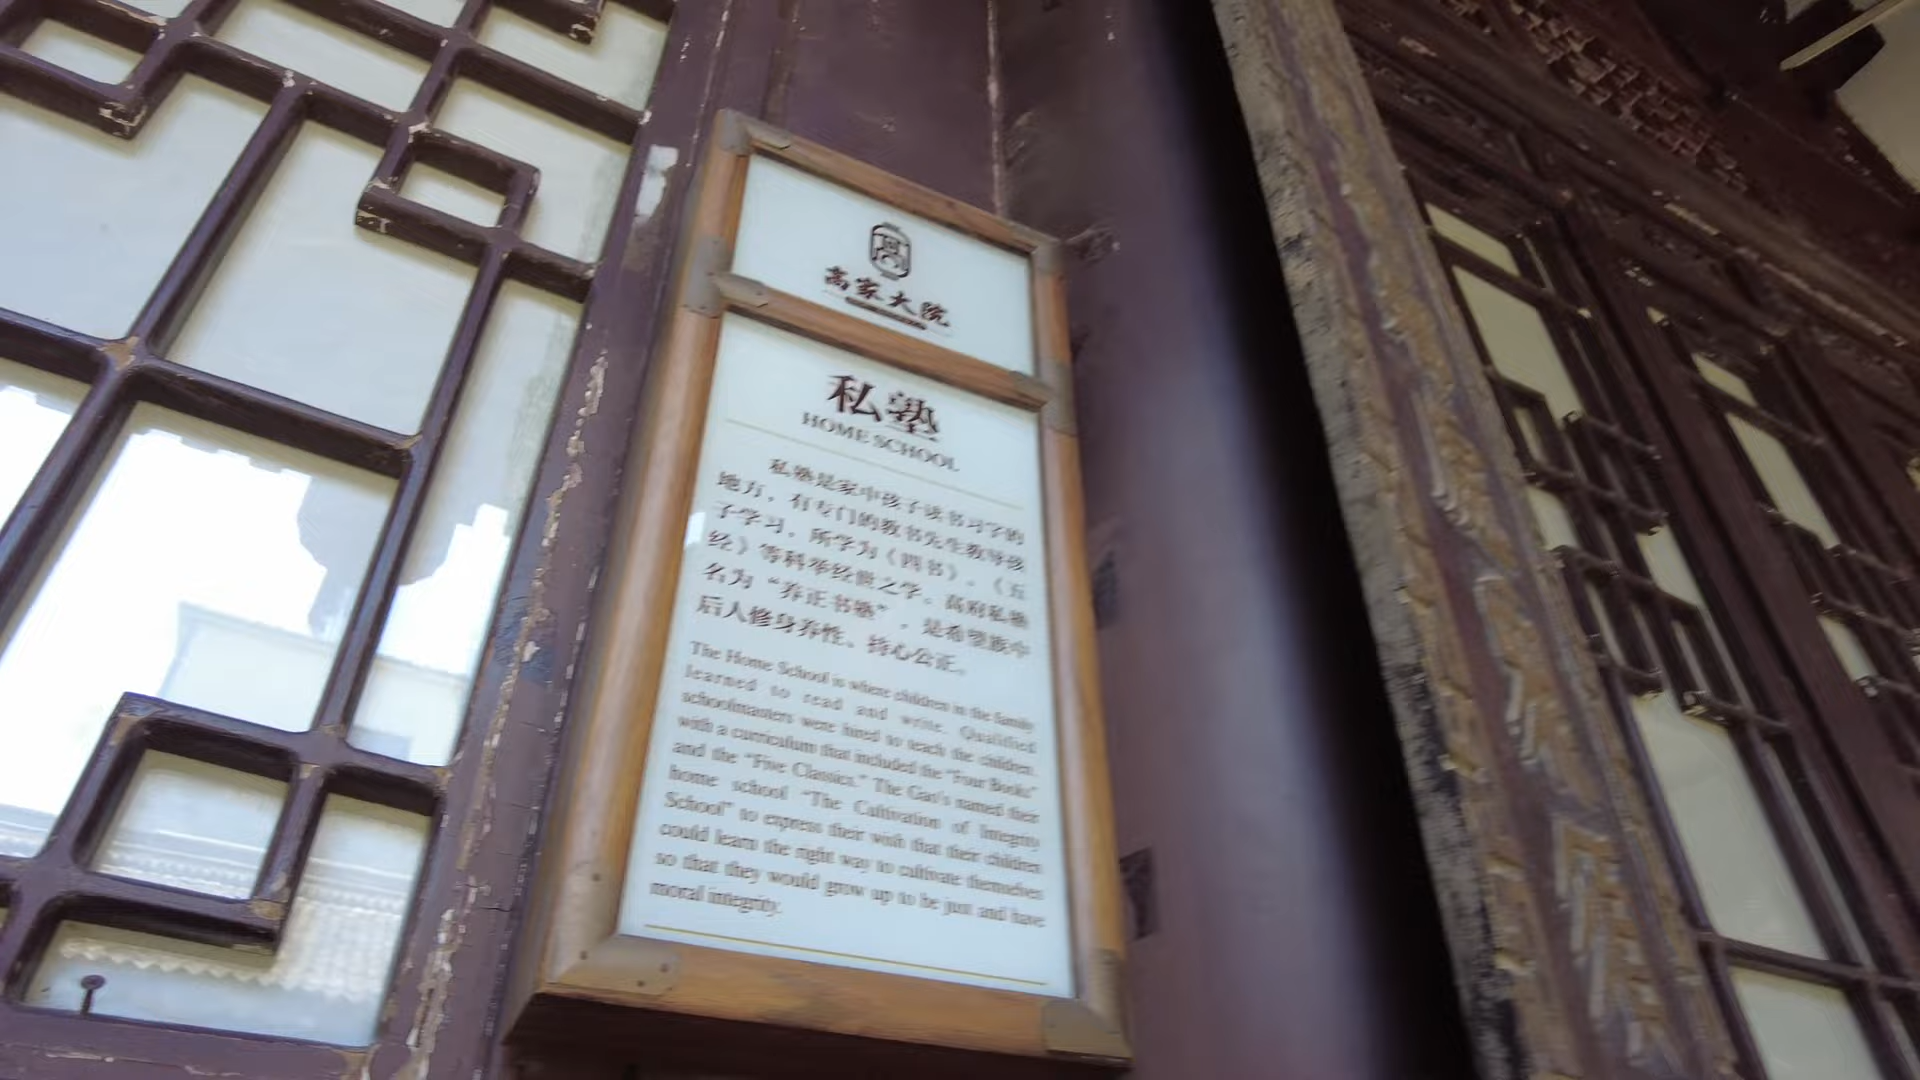 高家大院
私塾
HOME SCHOOL
私塾是家中孩子读书习字的
地方，有专门的教书先生教导孩
子学习，所学为《四书》、《五
经》等科举经世之学。高府私塾
名为“养正书塾”，是希望族中
后人修身养性、持心公正。
The Home School is where children in the family
learned to read and write. Qualified
schoolmasters were hired to teach the children,
with a curriculum that included the "Four Books"
and the "Five Classics." The Gao's named their
home school "The Cultivation of Integrity
School" to express their wish that their children
could learn the right way to cultivate themselves
so that they would grow up to be just and have
moral integrity.